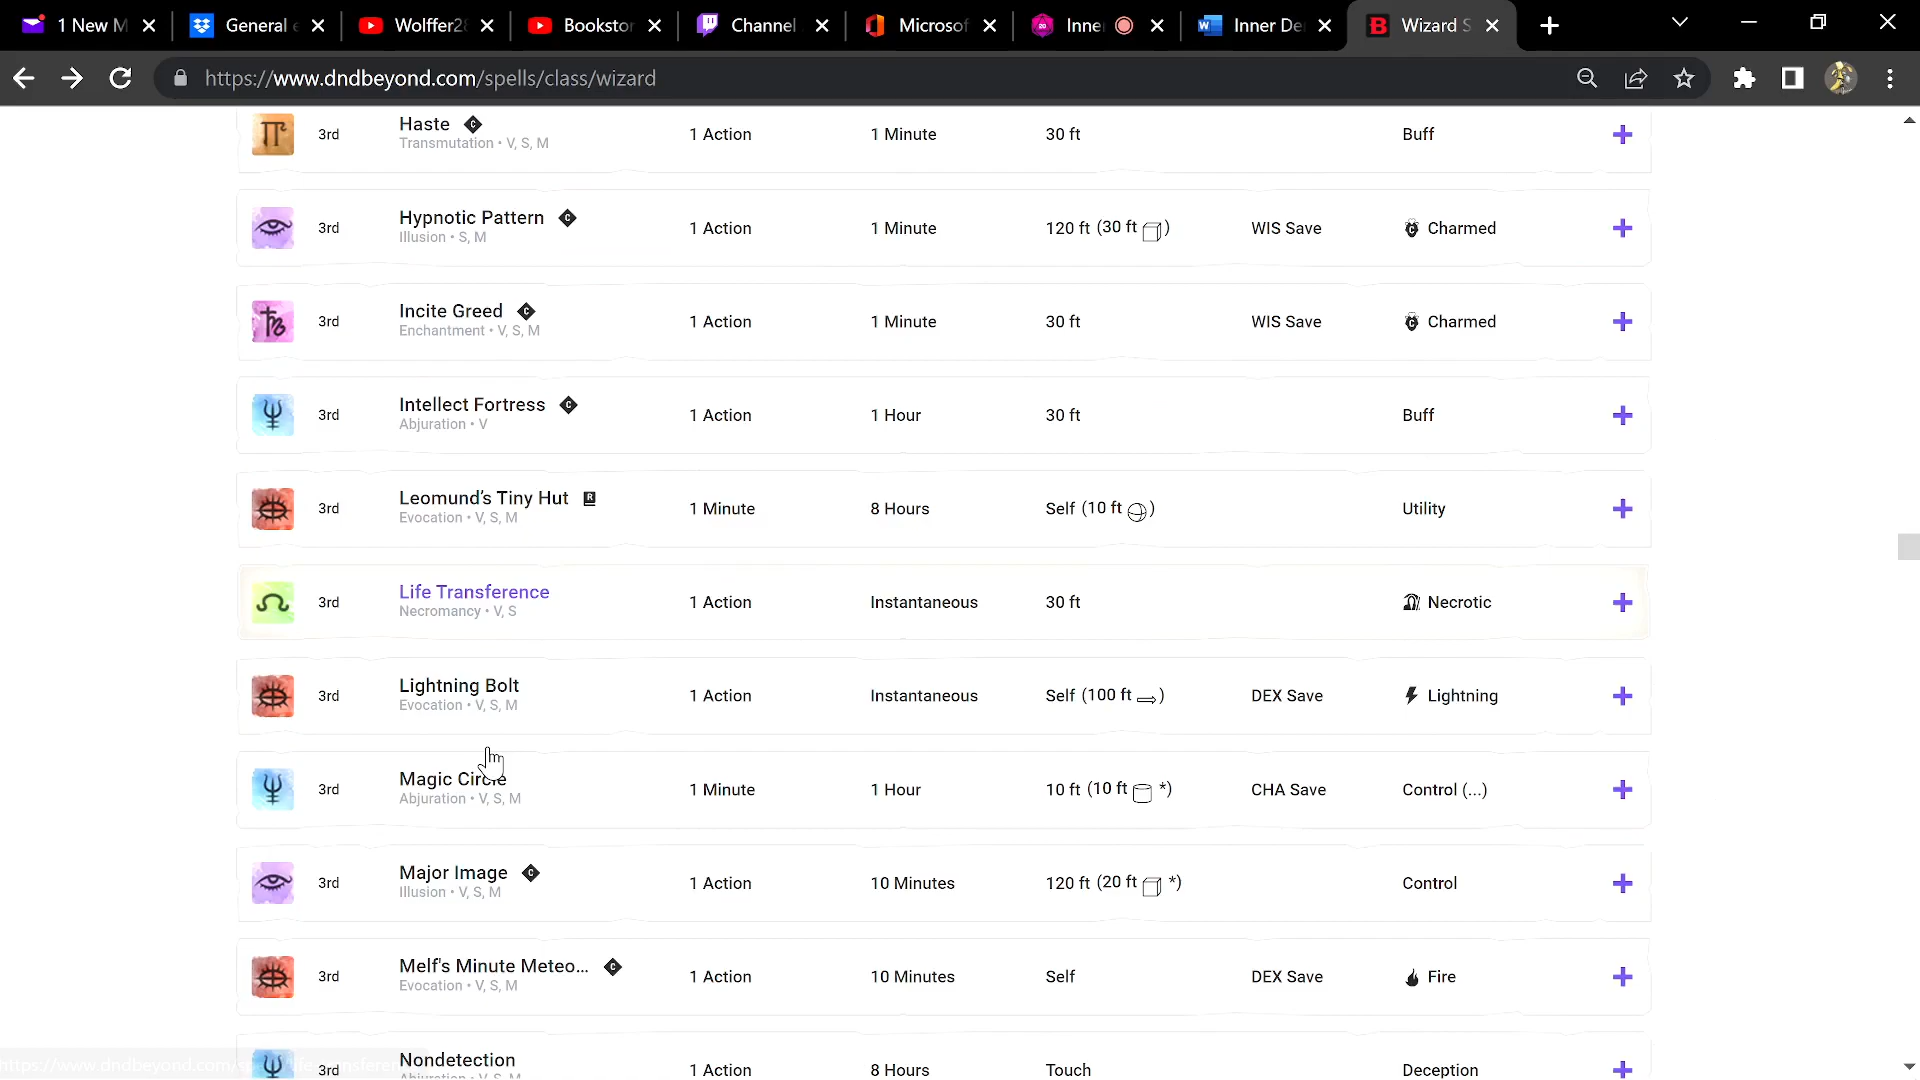 1 New M
General e
Wolffer28
Bookstor
Channel
Microsof
Inner
Inner De
Wizard S
https://www.dndbeyond.com/spells/class/wizard
3rd Haste 1 Action 1 Minute 30 ft Buff
Transmutation • V, S, M
3rd Hypnotic Pattern 1 Action 1 Minute 120 ft (30 ft ) WIS Save Charmed
Illusion • S, M
3rd Incite Greed 1 Action 1 Minute 30 ft WIS Save Charmed
Enchantment • V, S, M
3rd Intellect Fortress 1 Action 1 Hour 30 ft Buff
Abjuration • V
3rd Leomund's Tiny Hut 1 Minute 8 Hours Self (10 ft ) Utility
Evocation • V, S, M
3rd Life Transference 1 Action Instantaneous 30 ft Necrotic
Necromancy • V, S
3rd Lightning Bolt 1 Action Instantaneous Self (100 ft ) DEX Save Lightning
Evocation • V, S, M
3rd Magic Circle 1 Minute 1 Hour 10 ft (10 ft *) CHA Save Control (...)
Abjuration • V, S, M
3rd Major Image 1 Action 10 Minutes 120 ft (20 ft *) Control
Illusion • V, S, M
3rd Melf's Minute Meteo... 1 Action 10 Minutes Self DEX Save Fire
Evocation • V, S, M
3rd Nondetection 1 Action 8 Hours Touch Deception
Abjuration • V, S, M